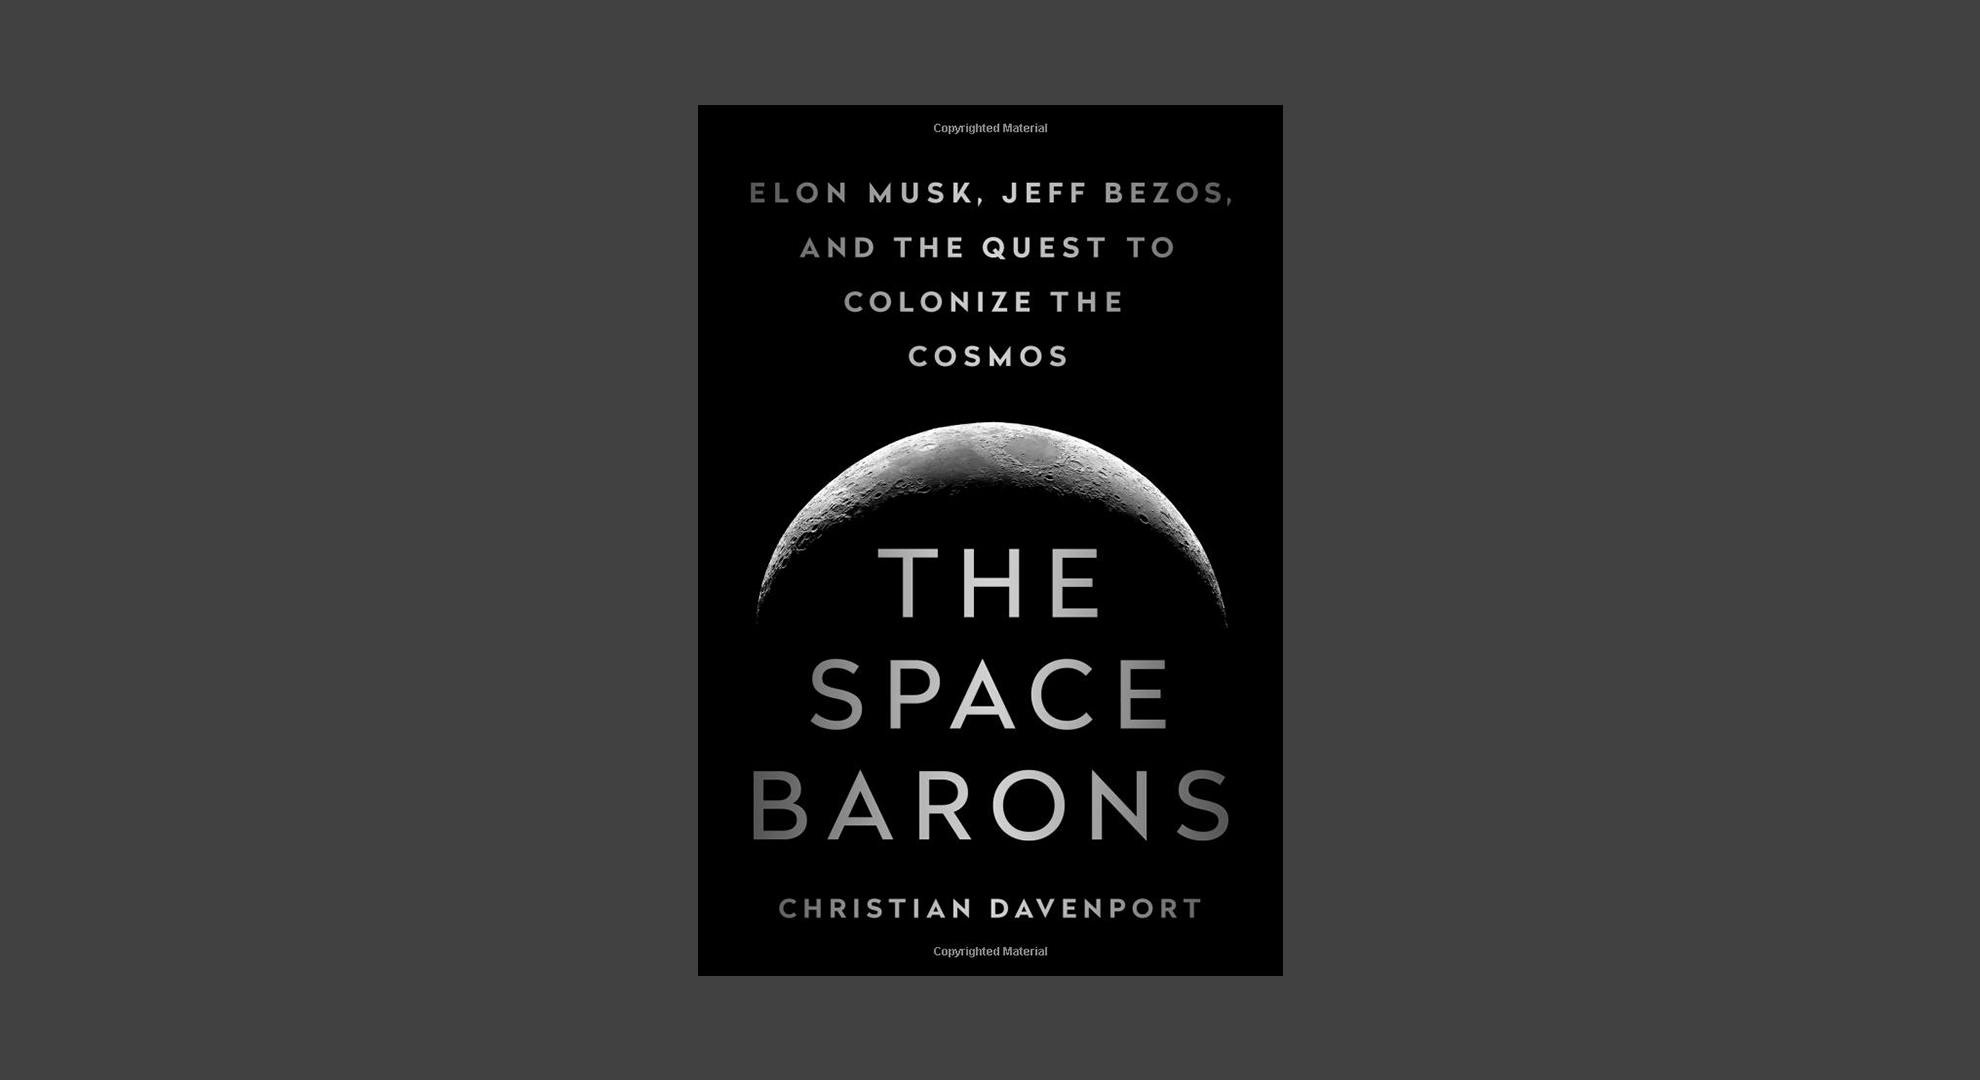 Copyrighted Material
ELON MUSK, JEFF BEZOS,
AND THE QUEST TO
COLONIZE THE
COSMOS
THE
SPACE
BARONS
CHRISTIAN DAVENPORT
Copyrighted Material